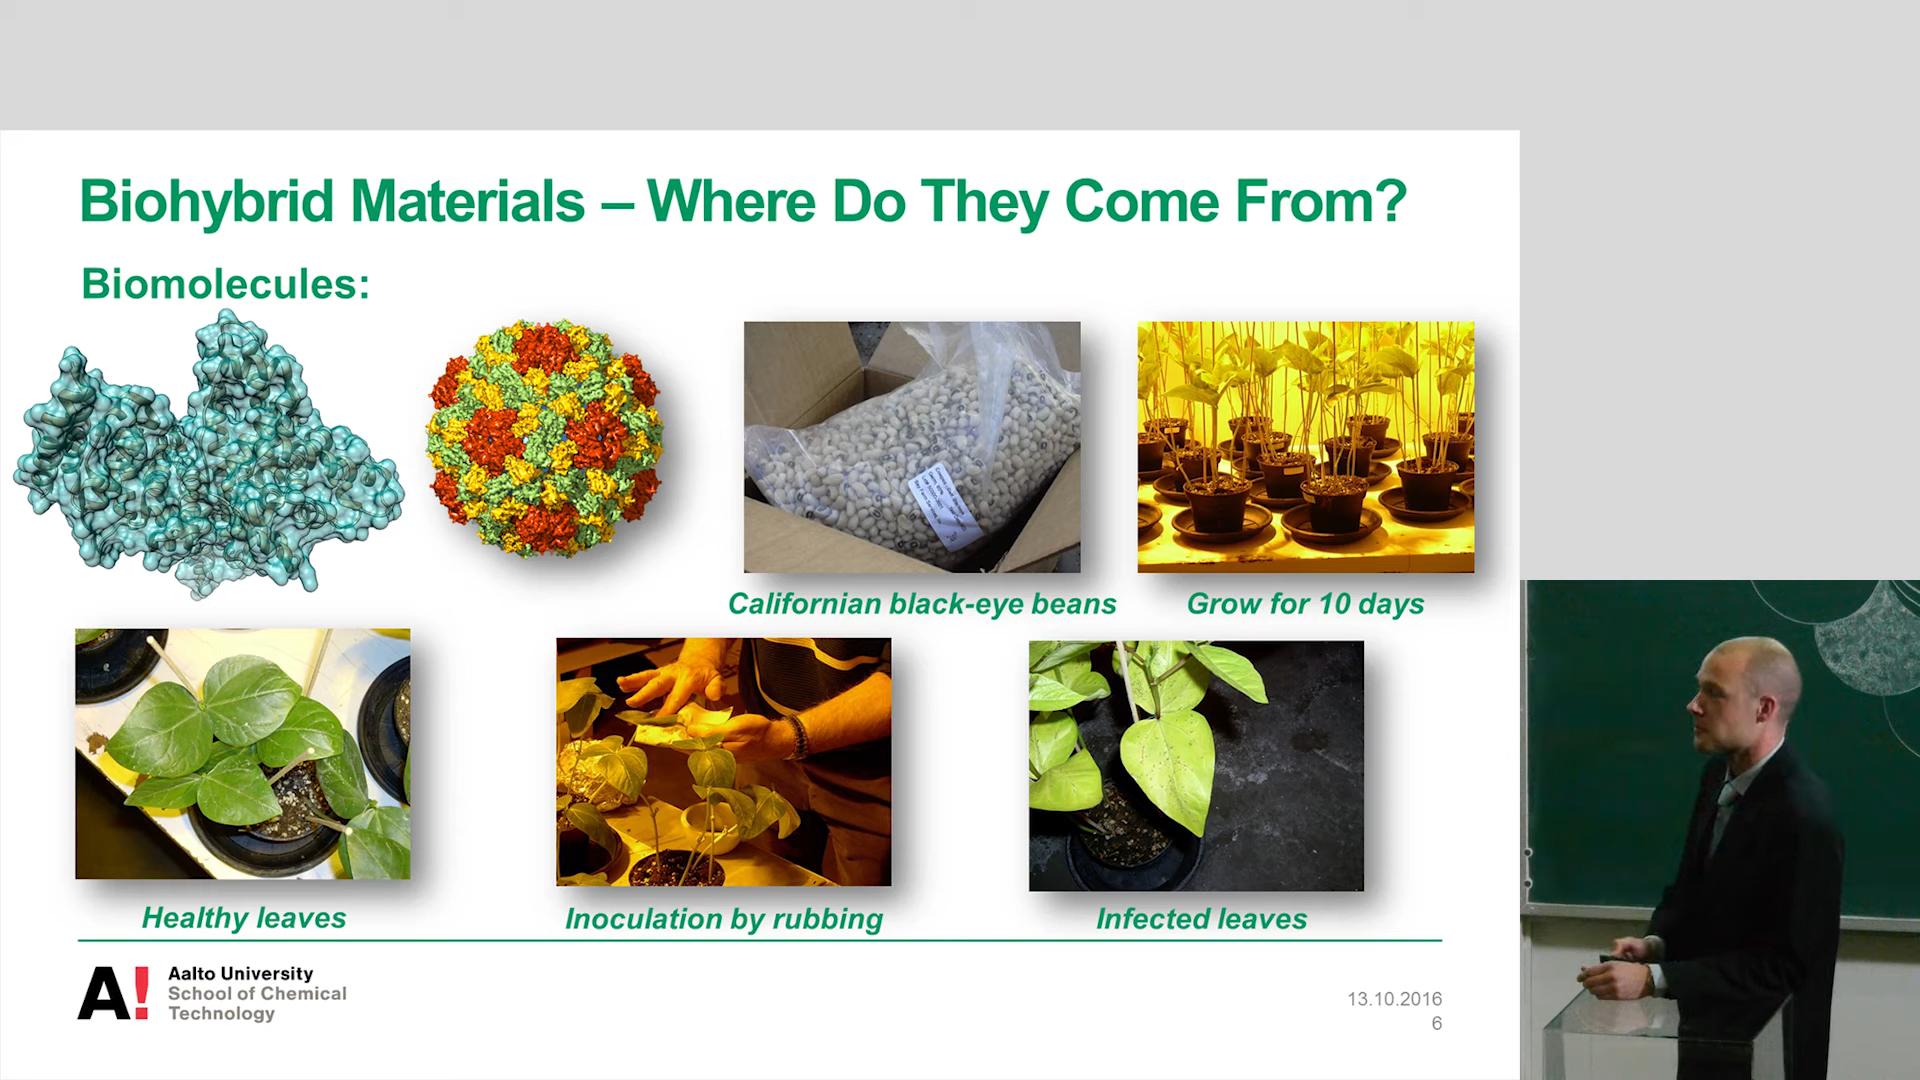 Biohybrid Materials – Where Do They Come From?
Biomolecules:
Californian black-eye beans
Grow for 10 days
Healthy leaves
Inoculation by rubbing
Infected leaves
A!
Aalto University
School of Chemical
Technology
13.10.2016
6